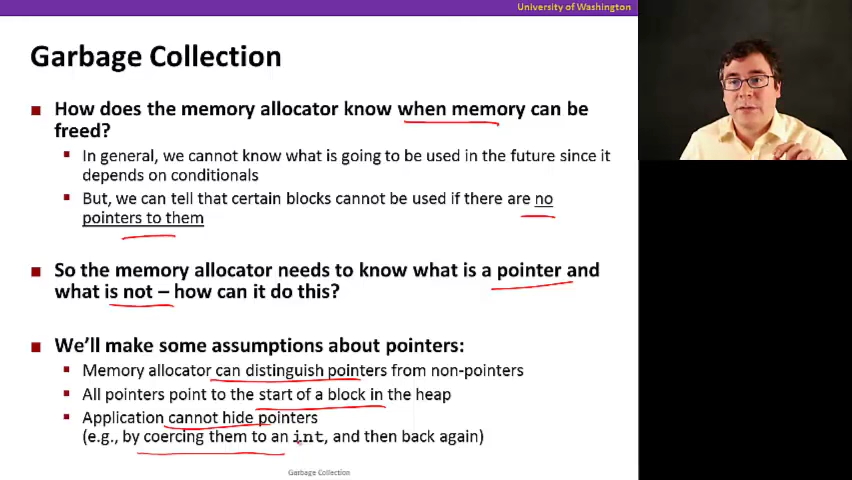 University of Washington
Garbage Collection
■ How does the memory allocator know when memory can be
freed?
▪ In general, we cannot know what is going to be used in the future since it
depends on conditionals
▪ But, we can tell that certain blocks cannot be used if there are no
pointers to them
■ So the memory allocator needs to know what is a pointer and
what is not – how can it do this?
■ We'll make some assumptions about pointers:
▪ Memory allocator can distinguish pointers from non-pointers
▪ All pointers point to the start of a block in the heap
▪ Application cannot hide pointers
(e.g., by coercing them to an int, and then back again)
Garbage Collection